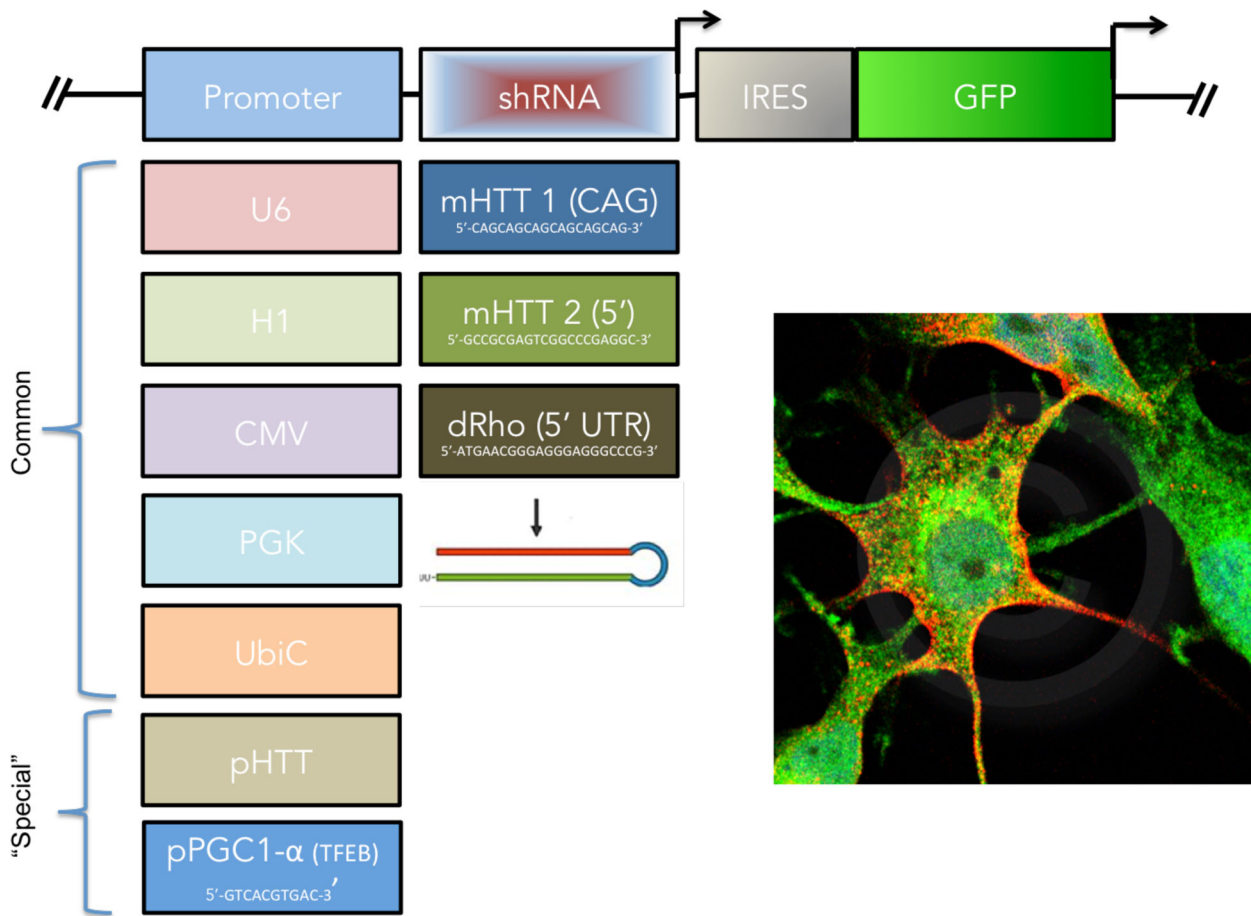 Promoter
shRNA
IRES
GFP
Common
U6
mHTT 1 (CAG)
5′-CAGCAGCAGCAGCAGCAG-3′
H1
mHTT 2 (5′)
5′-GCCGCGAGTCGGCCCGAGGC-3′
CMV
dRho (5′ UTR)
5′-ATGAACGGGAGGGAGGGCCCG-3′
PGK
UU-
UbiC
"Special"
pHTT
pPGC1-α (TFEB)
5′-GTCACGTGAC-3′
©